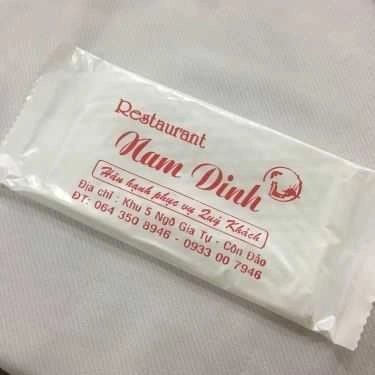 Restaurant
Nam Dinh
Hân hạnh phục vụ Quý Khách
Địa chỉ : Khu 5 Ngô Gia Tự - Côn Đảo
ĐT: 064 350 8946 - 0933 00 7946